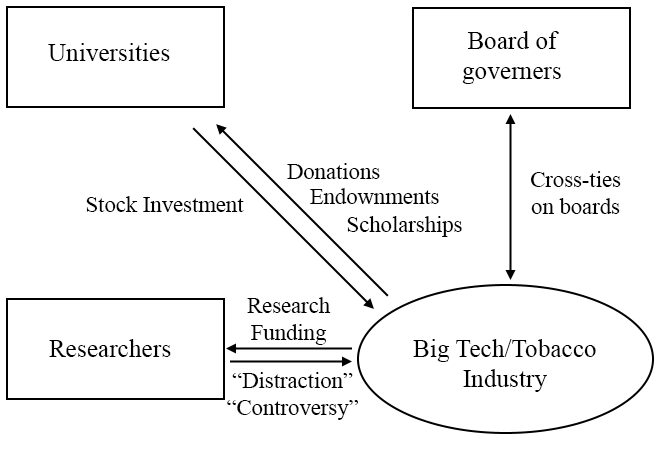 Universities
Board of
governers
Donations
Endownments
Scholarships
Stock Investment
Cross-ties
on boards
Research
Funding
Researchers
“Distraction”
“Controversy”
Big Tech/Tobacco
Industry